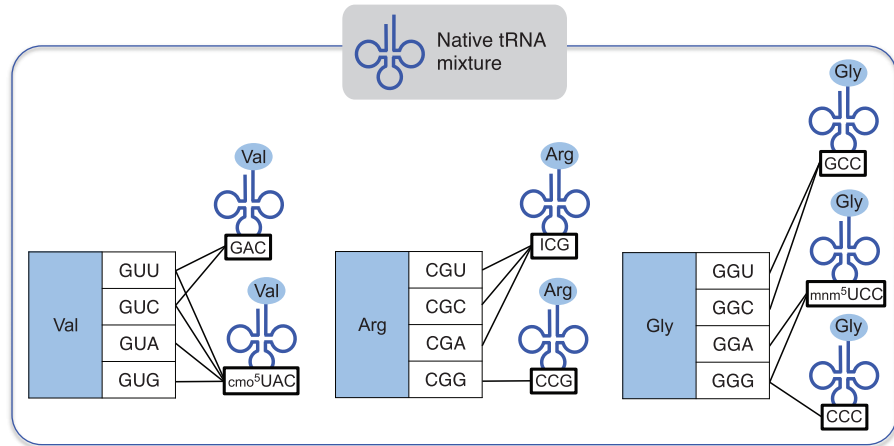 Native tRNA
mixture
Val
GAC
Val
cmo⁵UAC
Val
GUU
GUC
GUA
GUG
Arg
ICG
Arg
CCG
Arg
CGU
CGC
CGA
CGG
Gly
GCC
Gly
mnm⁵UCC
Gly
CCC
Gly
GGU
GGC
GGA
GGG